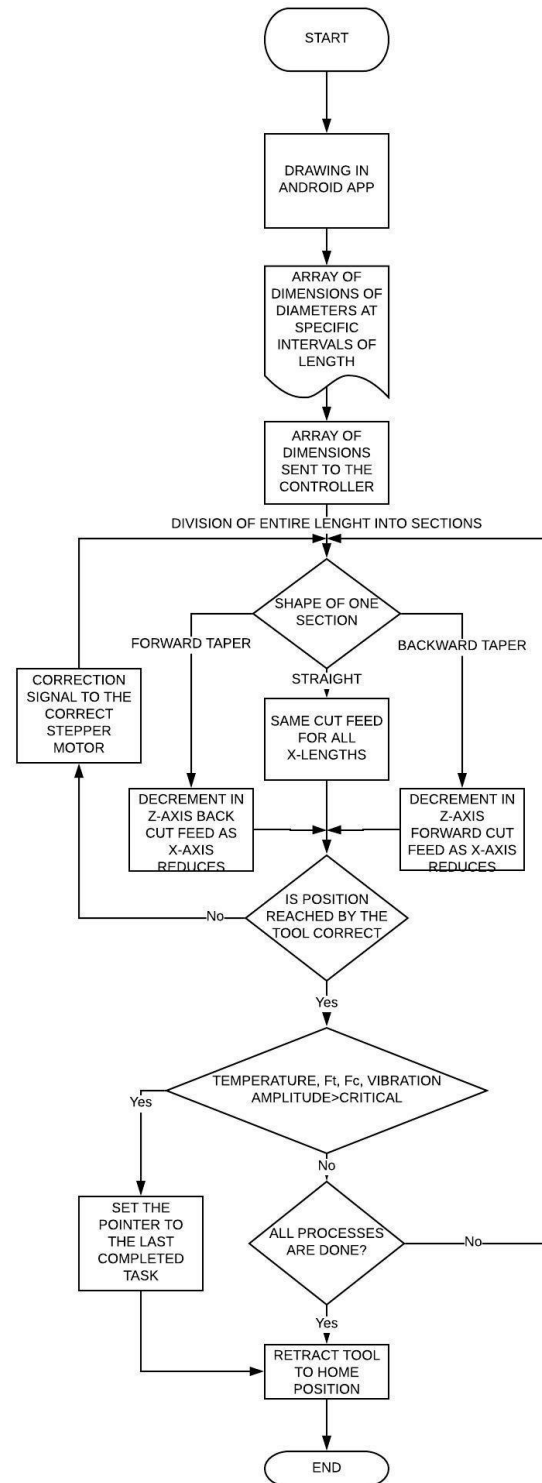 START
DRAWING IN
ANDROID APP
ARRAY OF
DIMENSIONS OF
DIAMETERS AT
SPECIFIC
INTERVALS OF
LENGTH
ARRAY OF
DIMENSIONS
SENT TO THE
CONTROLLER
DIVISION OF ENTIRE LENGHT INTO SECTIONS
SHAPE OF ONE
SECTION
FORWARD TAPER
BACKWARD TAPER
STRAIGHT
CORRECTION
SIGNAL TO THE
CORRECT
STEPPER
MOTOR
SAME CUT FEED
FOR ALL
X-LENGTHS
DECREMENT IN
Z-AXIS BACK
CUT FEED AS
X-AXIS
REDUCES
DECREMENT IN
Z-AXIS
FORWARD CUT
FEED AS X-AXIS
REDUCES
IS POSITION
REACHED BY THE
TOOL CORRECT
No
Yes
TEMPERATURE, Ft, Fc, VIBRATION
AMPLITUDE>CRITICAL
Yes
No
SET THE
POINTER TO
THE LAST
COMPLETED
TASK
ALL PROCESSES
ARE DONE?
No
Yes
RETRACT TOOL
TO HOME
POSITION
END